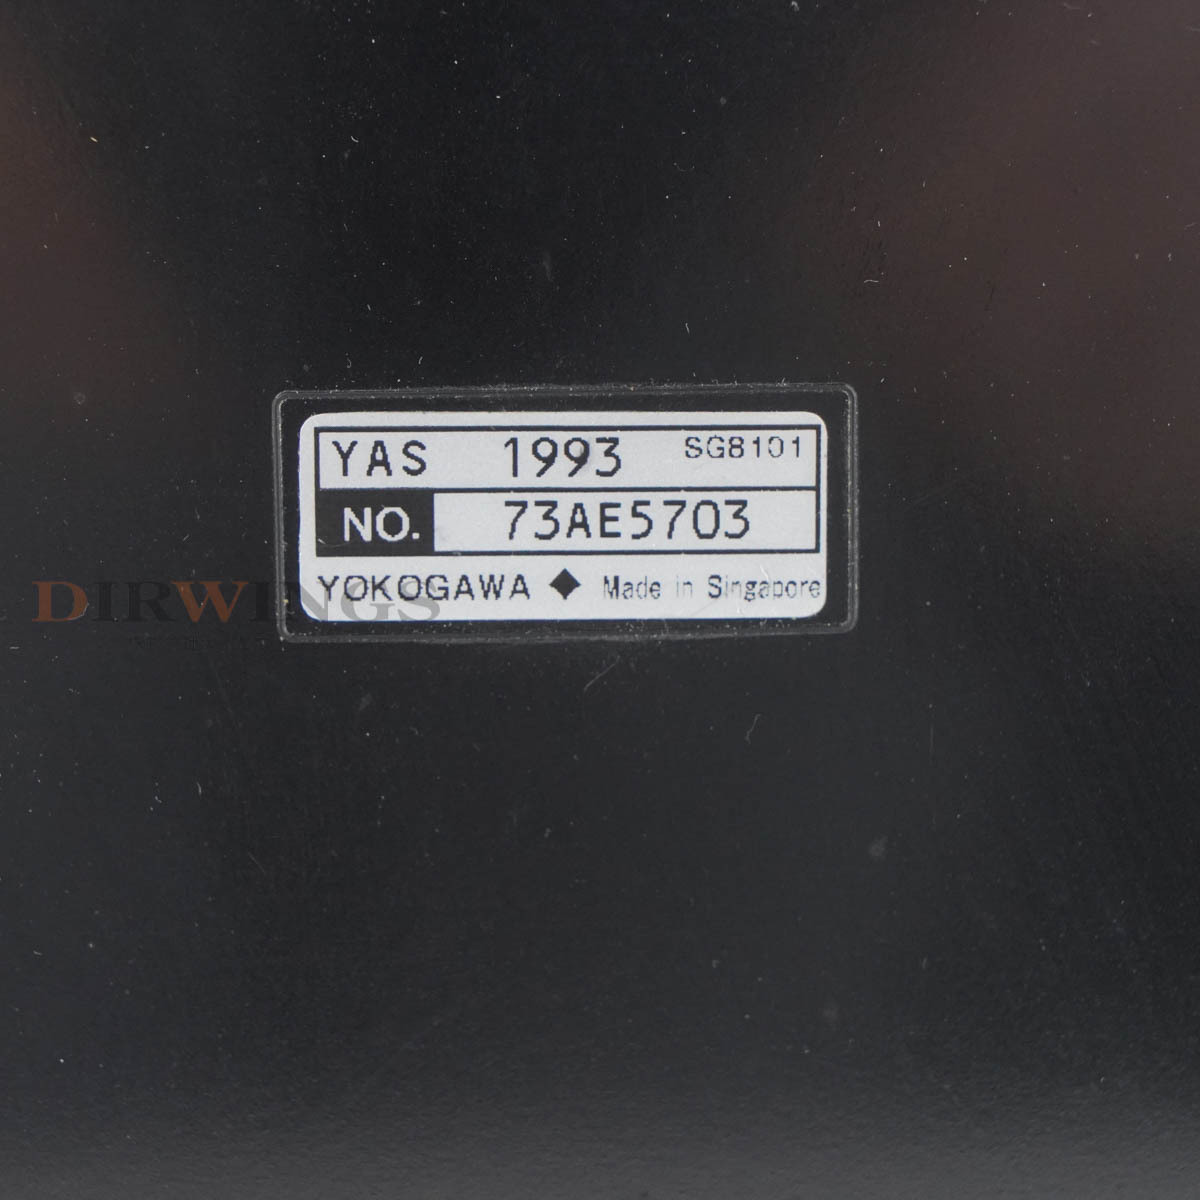 YAS 1993 SG8101
NO. 73AE5703
YOKOGAWA ◆ Made in Singapore
DIRWINGS